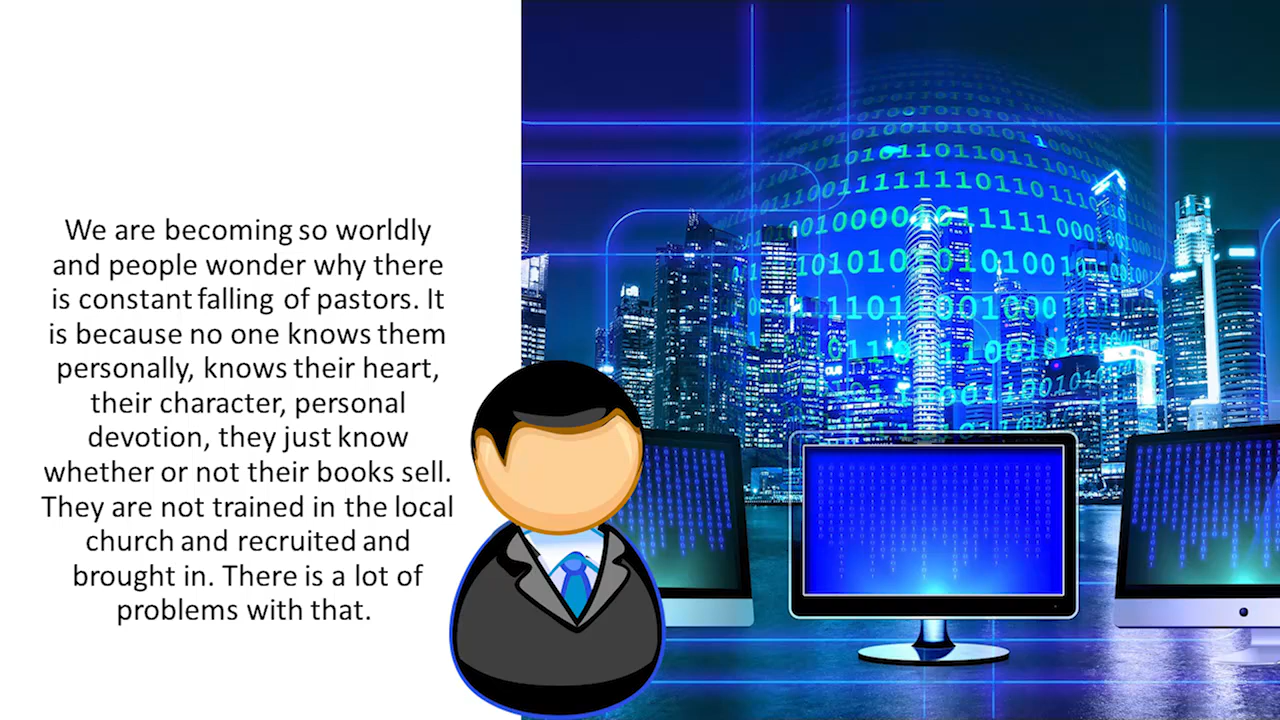 We are becoming so worldly
and people wonder why there
is constant falling of pastors. It
is because no one knows them
personally, knows their heart,
their character, personal
devotion, they just know
whether or not their books sell.
They are not trained in the local
church and recruited and
brought in. There is a lot of
problems with that.